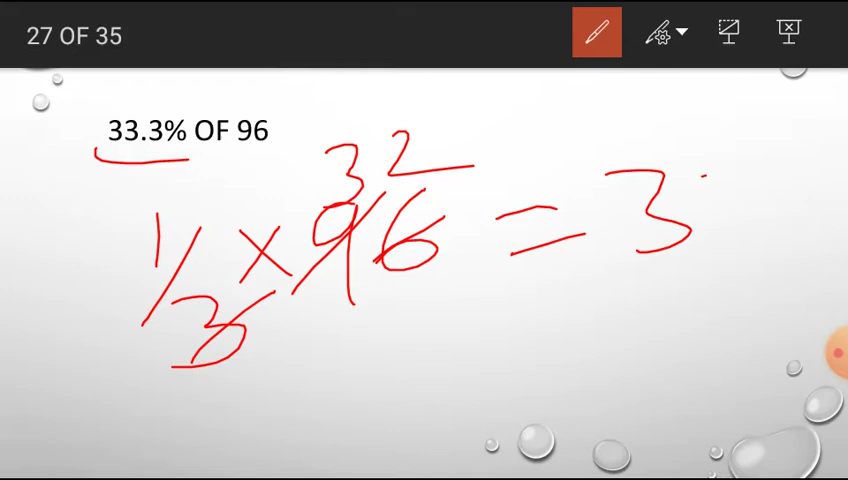 27 OF 35
33.3% OF 96
32
1/3 × 96 = 3